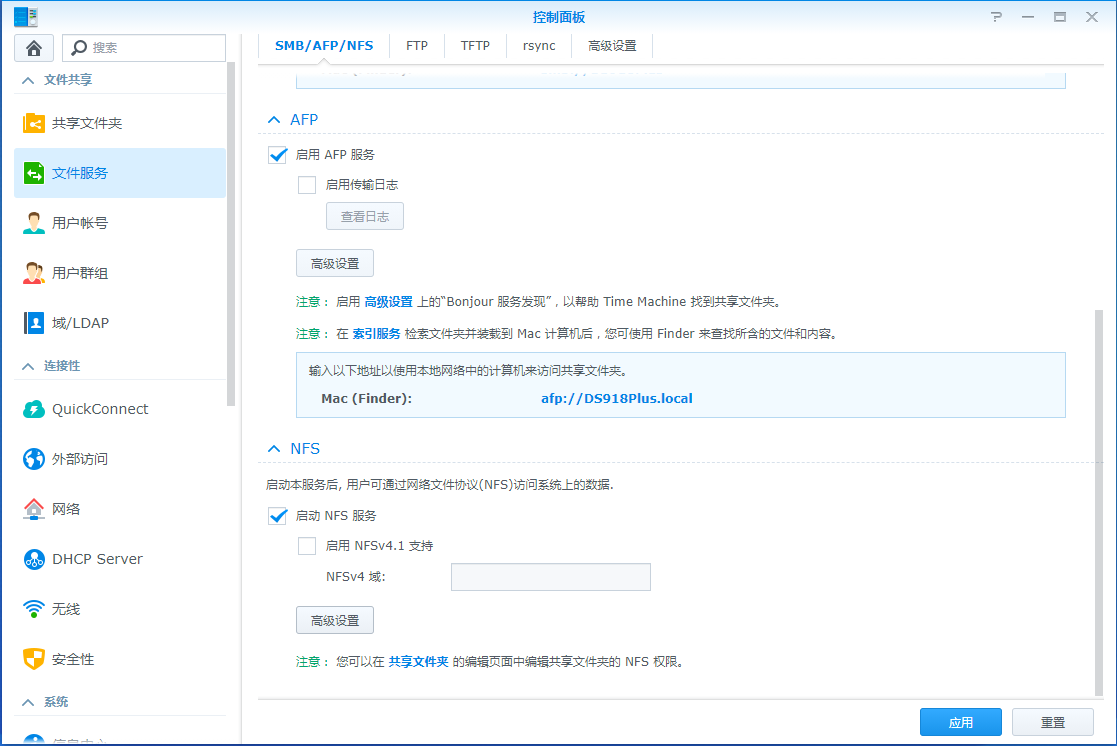 控制面板
搜索
文件共享
共享文件夹
文件服务
用户帐号
用户群组
域/LDAP
连接性
QuickConnect
外部访问
网络
DHCP Server
无线
安全性
系统
信息中心
SMB/AFP/NFS
FTP
TFTP
rsync
高级设置
AFP
启用 AFP 服务
启用传输日志
查看日志
高级设置
注意： 启用 高级设置 上的“Bonjour 服务发现”，以帮助 Time Machine 找到共享文件夹。
注意： 在 索引服务 检索文件夹并装载到 Mac 计算机后，您可使用 Finder 来查找所含的文件和内容。
输入以下地址以使用本地网络中的计算机来访问共享文件夹。
Mac (Finder): afp://DS918Plus.local
NFS
启动本服务后, 用户可通过网络文件协议(NFS)访问系统上的数据.
启动 NFS 服务
启用 NFSv4.1 支持
NFSv4 域:
高级设置
注意： 您可以在 共享文件夹 的编辑页面中编辑共享文件夹的 NFS 权限。
应用
重置